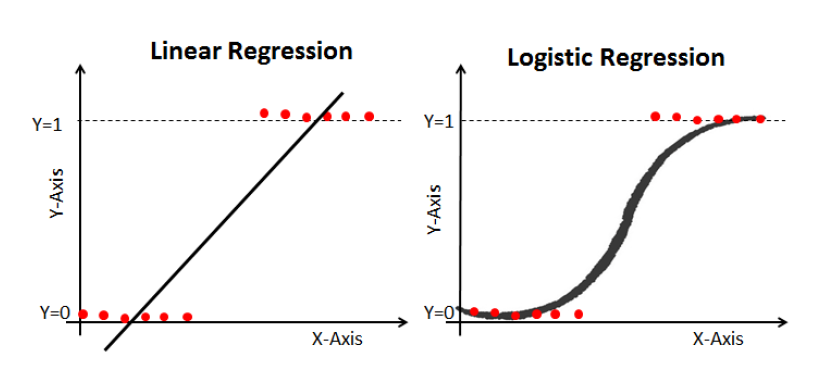 Linear Regression
Y=1
Y-Axis
Y=0
X-Axis
Logistic Regression
Y=1
Y-Axis
Y=0
X-Axis